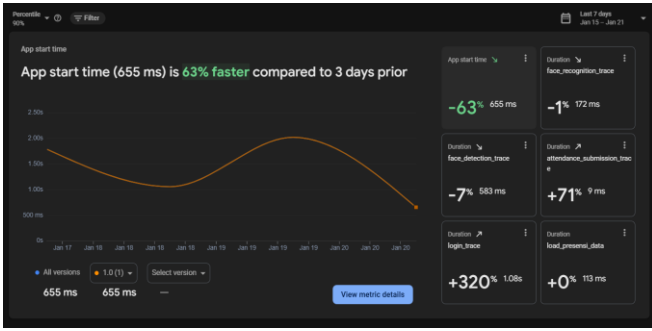 Percentile
90%
Filter
Last 7 days
Jan 15 – Jan 21
App start time
App start time (655 ms) is 63% faster compared to 3 days prior
2.50s
2.00s
1.50s
1.00s
500 ms
0s
Jan 17 Jan 18 Jan 18 Jan 18 Jan 18 Jan 19 Jan 19 Jan 19 Jan 19 Jan 20 Jan 20 Jan 20
All versions 1.0 (1) Select version
655 ms 655 ms —
View metric details
App start time
-63% 655 ms
Duration
face_recognition_trace
-1% 172 ms
Duration
face_detection_trace
-7% 583 ms
Duration
attendance_submission_trac
e
+71% 9 ms
Duration
login_trace
+320% 1.08s
Duration
load_presensi_data
+0% 113 ms